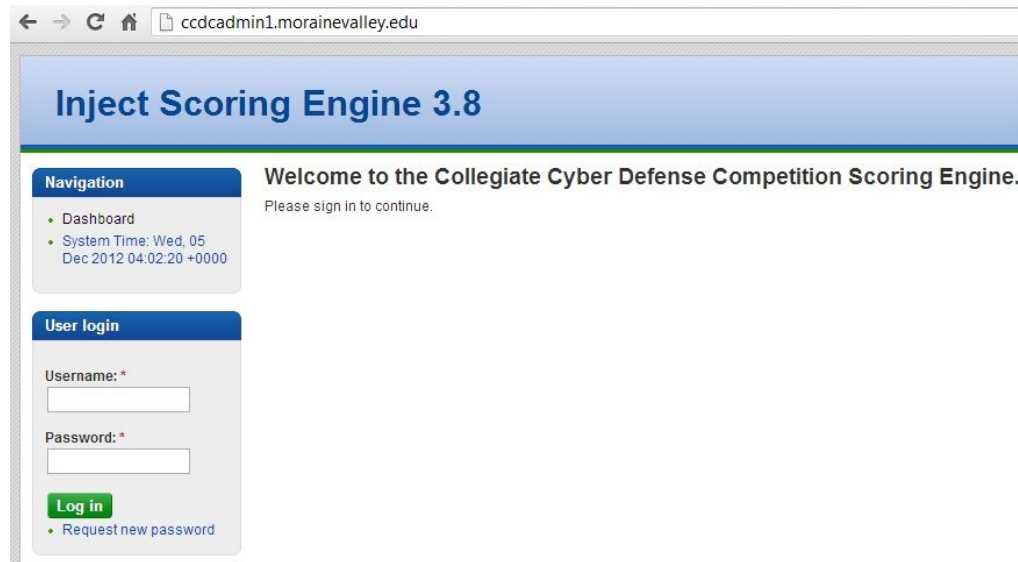 ccdcadmin1.morainevalley.edu
Inject Scoring Engine 3.8
Navigation
Dashboard
System Time: Wed, 05
Dec 2012 04:02:20 +0000
Welcome to the Collegiate Cyber Defense Competition Scoring Engine.
Please sign in to continue.
User login
Username: *
Password: *
Log in
Request new password